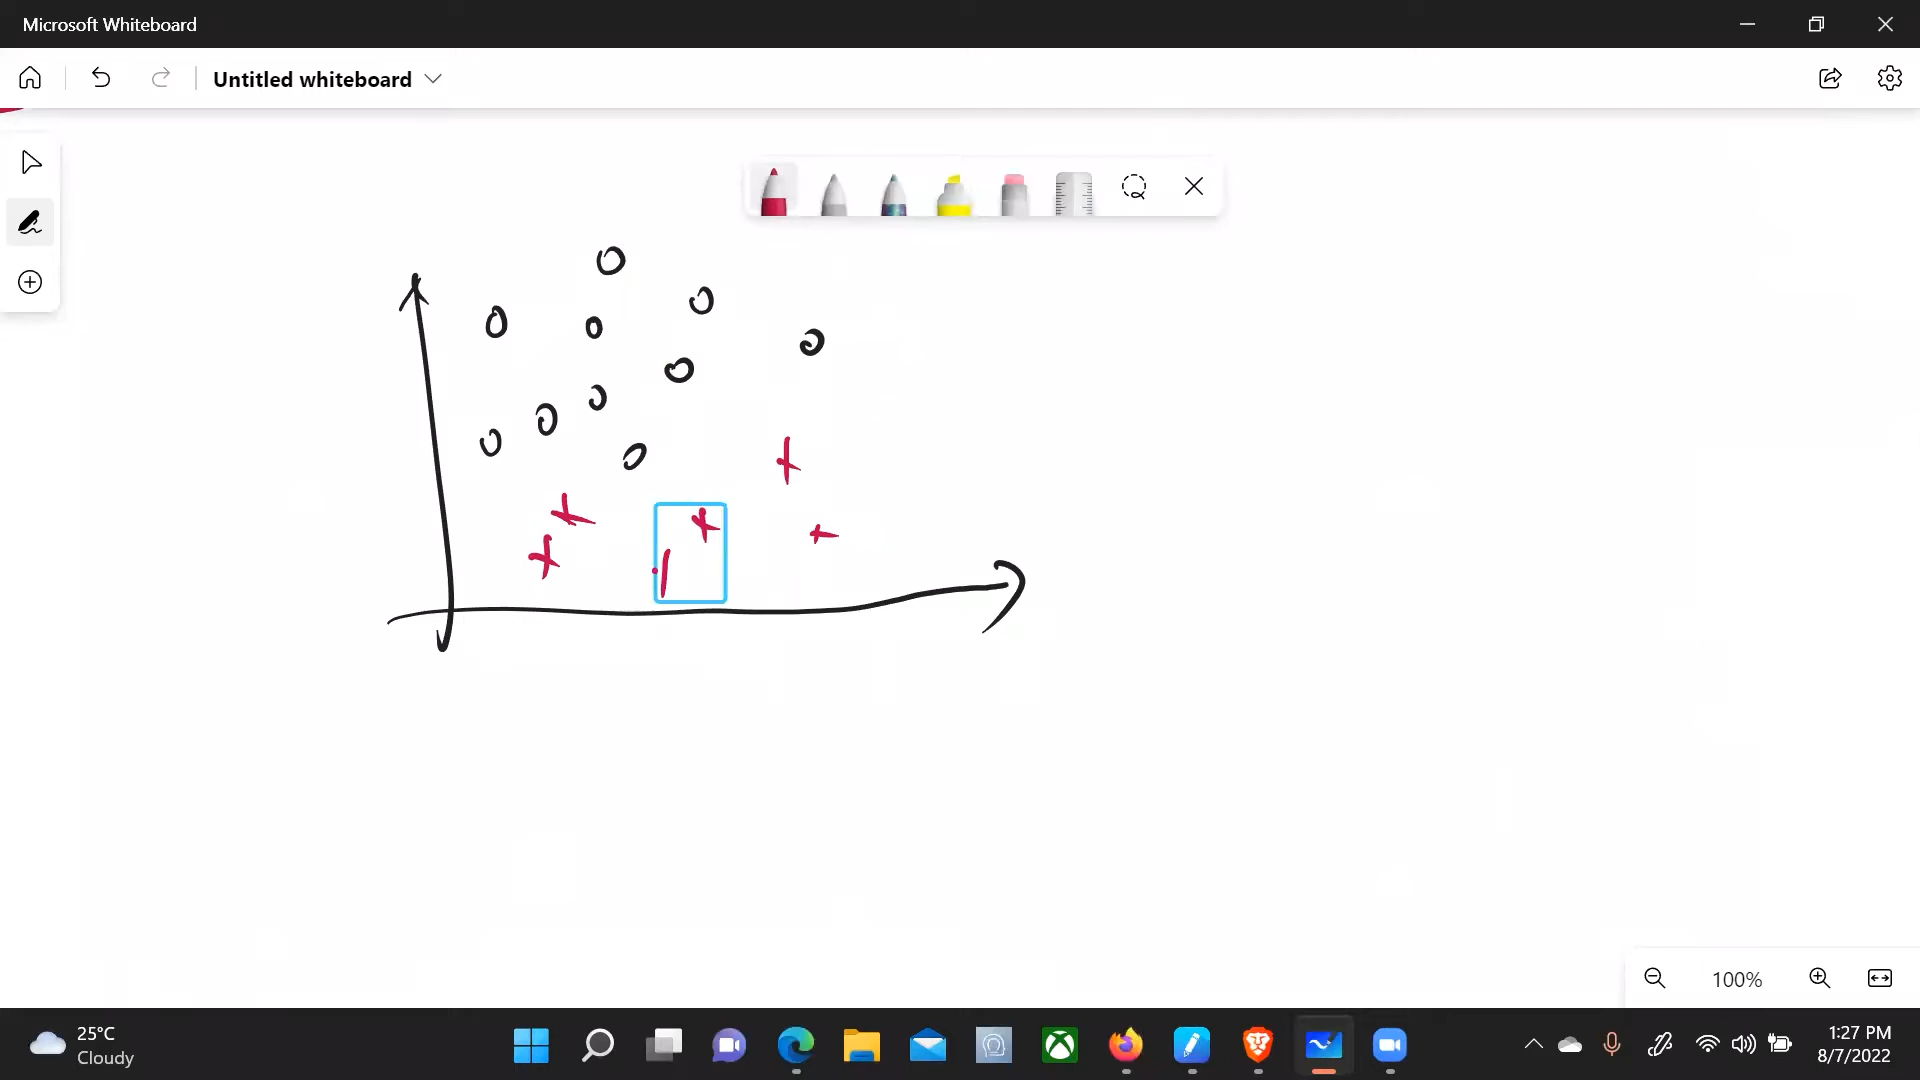 Microsoft Whiteboard
Untitled whiteboard
100%
25°C
Cloudy
1:27 PM
8/7/2022